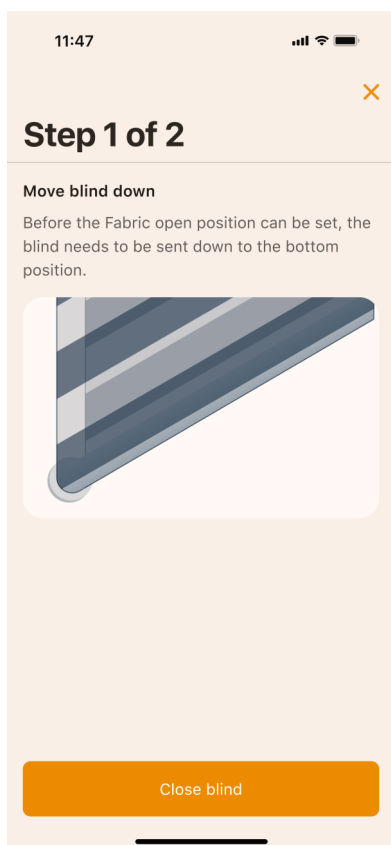 11:47
Step 1 of 2
Move blind down
Before the Fabric open position can be set, the
blind needs to be sent down to the bottom
position.
Close blind